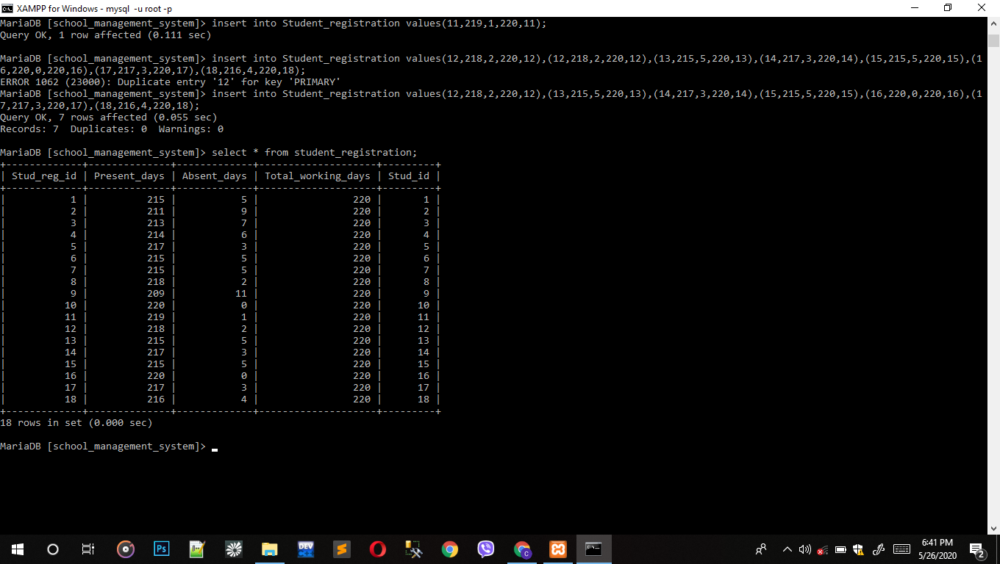 XAMPP for Windows - mysql -u root -p
MariaDB [school_management_system]> insert into Student_registration values(11,219,1,220,11);
Query OK, 1 row affected (0.111 sec)
MariaDB [school_management_system]> insert into Student_registration values(12,218,2,220,12),(12,218,2,220,12),(13,215,5,220,13),(14,217,3,220,14),(15,215,5,220,15),(1
6,220,0,220,16),(17,217,3,220,17),(18,216,4,220,18);
ERROR 1062 (23000): Duplicate entry '12' for key 'PRIMARY'
MariaDB [school_management_system]> insert into Student_registration values(12,218,2,220,12),(13,215,5,220,13),(14,217,3,220,14),(15,215,5,220,15),(16,220,0,220,16),(1
7,217,3,220,17),(18,216,4,220,18);
Query OK, 7 rows affected (0.055 sec)
Records: 7  Duplicates: 0  Warnings: 0
MariaDB [school_management_system]> select * from student_registration;
+-------------+--------------+-------------+--------------------+---------+
| Stud_reg_id | Present_days | Absent_days | Total_working_days | Stud_id |
+-------------+--------------+-------------+--------------------+---------+
|           1 |          215 |           5 |                220 |       1 |
|           2 |          211 |           9 |                220 |       2 |
|           3 |          213 |           7 |                220 |       3 |
|           4 |          214 |           6 |                220 |       4 |
|           5 |          217 |           3 |                220 |       5 |
|           6 |          215 |           5 |                220 |       6 |
|           7 |          215 |           5 |                220 |       7 |
|           8 |          218 |           2 |                220 |       8 |
|           9 |          209 |          11 |                220 |       9 |
|          10 |          220 |           0 |                220 |      10 |
|          11 |          219 |           1 |                220 |      11 |
|          12 |          218 |           2 |                220 |      12 |
|          13 |          215 |           5 |                220 |      13 |
|          14 |          217 |           3 |                220 |      14 |
|          15 |          215 |           5 |                220 |      15 |
|          16 |          220 |           0 |                220 |      16 |
|          17 |          217 |           3 |                220 |      17 |
|          18 |          216 |           4 |                220 |      18 |
+-------------+--------------+-------------+--------------------+---------+
18 rows in set (0.000 sec)
MariaDB [school_management_system]>
Ps
DEV
C
6:41 PM
5/26/2020
2